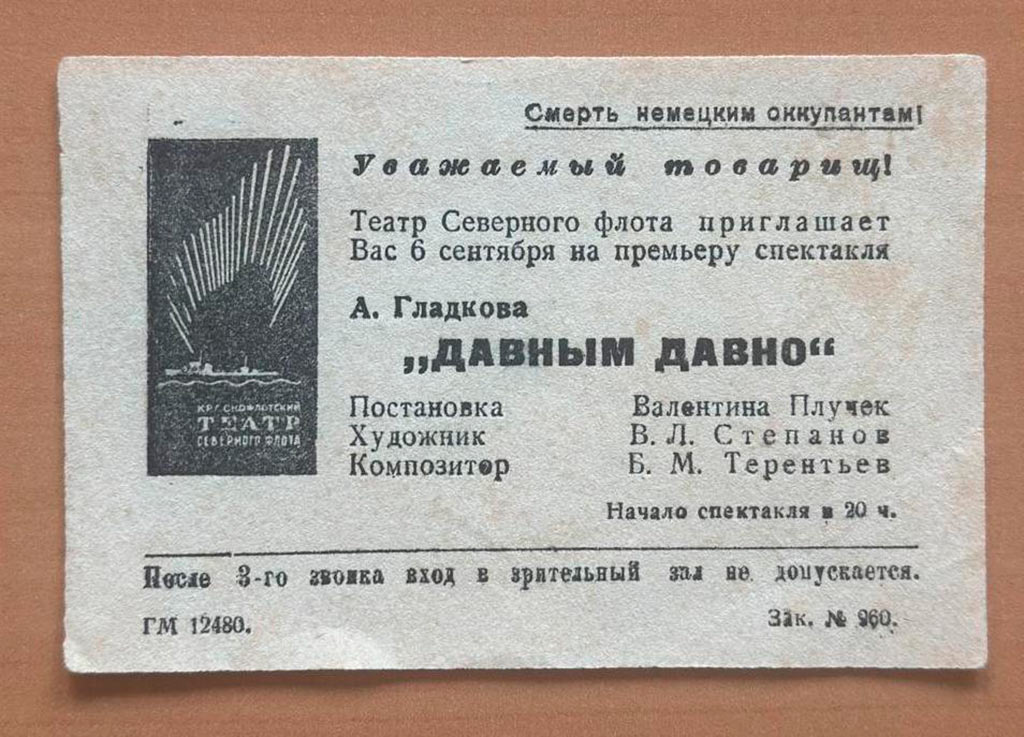 Смерть немецким оккупантам!
Уважаемый товарищ!
Театр Северного флота приглашает
Вас 6 сентября на премьеру спектакля
А. Гладкова
„ДАВНЫМ ДАВНО“
Постановка Валентина Плучек
Художник В. Л. Степанов
Композитор Б. М. Терентьев
Начало спектакля в 20 ч.
КРАСНОФЛОТСКИЙ
ТЕАТР
СЕВЕРНОГО ФЛОТА
После 3-го звонка вход в зрительный зал не допускается.
ГМ 12480.
Зак. № 960.